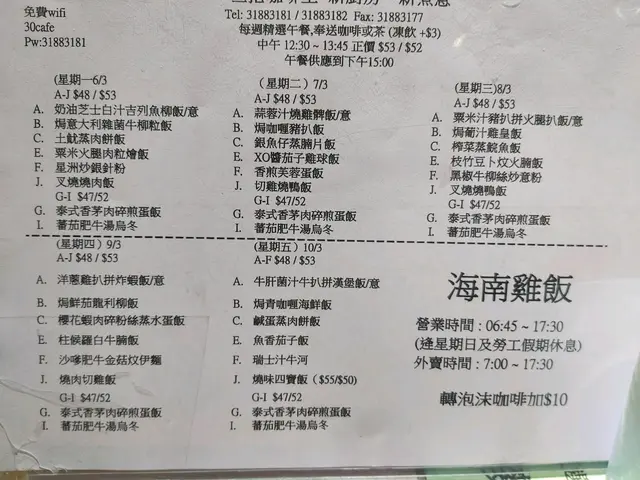 免費wifi
30cafe
Pw:31883181
Tel: 31883181 / 31883182 Fax: 31883177
每週精選午餐,奉送咖啡或茶 (凍飲 +$3)
中午 12:30 ~ 13:45 正價 $53 / $52
午餐供應到下午15:00
(星期一6/3
A-J $48 / $53
A. 奶油芝士白汁吉列魚柳飯/意
B. 焗意大利雜菌牛柳粒飯
C. 土魷蒸肉餅飯
E. 粟米火腿肉粒燴飯
F. 星洲炒銀針粉
J. 叉燒燒肉飯
G-I $47/52
G. 泰式香茅肉碎煎蛋飯
I. 蕃茄肥牛湯烏冬
(星期二) 7/3
A-J $48 / $53
A. 蒜蓉汁燒雞髀飯/意
B. 焗咖喱豬扒飯
C. 銀魚仔蒸腩片飯
E. XO醬茄子雞球飯
F. 香煎芙蓉蛋飯
J. 切雞燒鴨飯
G-I $47/52
G. 泰式香茅肉碎煎蛋飯
I. 蕃茄肥牛湯烏冬
(星期三)8/3
A-J $48 / $53
A. 粟米汁豬扒拼火腿扒飯/意
B. 焗葡汁雞皇飯
C. 榨菜蒸鯇魚飯
E. 枝竹豆卜炆火腩飯
F. 黑椒牛柳絲炒意粉
J. 叉燒燒鴨飯
G-I $47/52
G. 泰式香茅肉碎煎蛋飯
I. 蕃茄肥牛湯烏冬
(星期四) 9/3
A-J $48 / $53
A. 洋蔥雞扒拼炸蝦飯/意
B. 焗鮮茄龍利柳飯
C. 櫻花蝦肉碎粉絲蒸水蛋飯
E. 柱候蘿白牛腩飯
F. 沙嗲肥牛金菇炆伊麵
J. 燒肉切雞飯
G-I $47/52
G. 泰式香茅肉碎煎蛋飯
I. 蕃茄肥牛湯烏冬
(星期五) 10/3
A-F $48 / $53
A. 牛肝菌汁牛扒拼漢堡飯/意
B. 焗青咖喱海鮮飯
C. 鹹蛋蒸肉餅飯
E. 魚香茄子飯
F. 瑞士汁牛河
J. 燒味四寶飯（$55/$50）
G-I $47/52
G. 泰式香茅肉碎煎蛋飯
I. 蕃茄肥牛湯烏冬
海南雞飯
營業時間 : 06:45 ~ 17:30
(逢星期日及勞工假期休息)
外賣時間 : 7:00 ~ 17:30
轉泡沫咖啡加$10